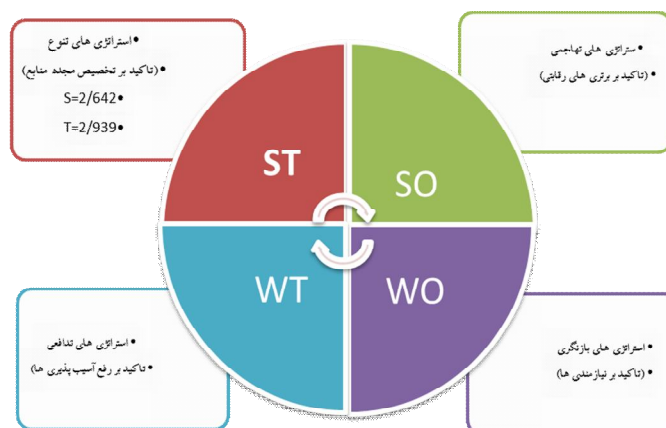 •استراتژی های تنوع
•(تاکید بر تخصیص مجدد منابع)
•S=2/642
•T=2/939
ستراتژی های تهاجمی
(تاکید بر برتری های رقابتی)
ST
SO
WT
WO
• استراتژی های تدافعی
• تاکید بر رفع آسیب پذیری ها)
استراتژی های بازنگری
(تاکید بر نیازمندی ها)